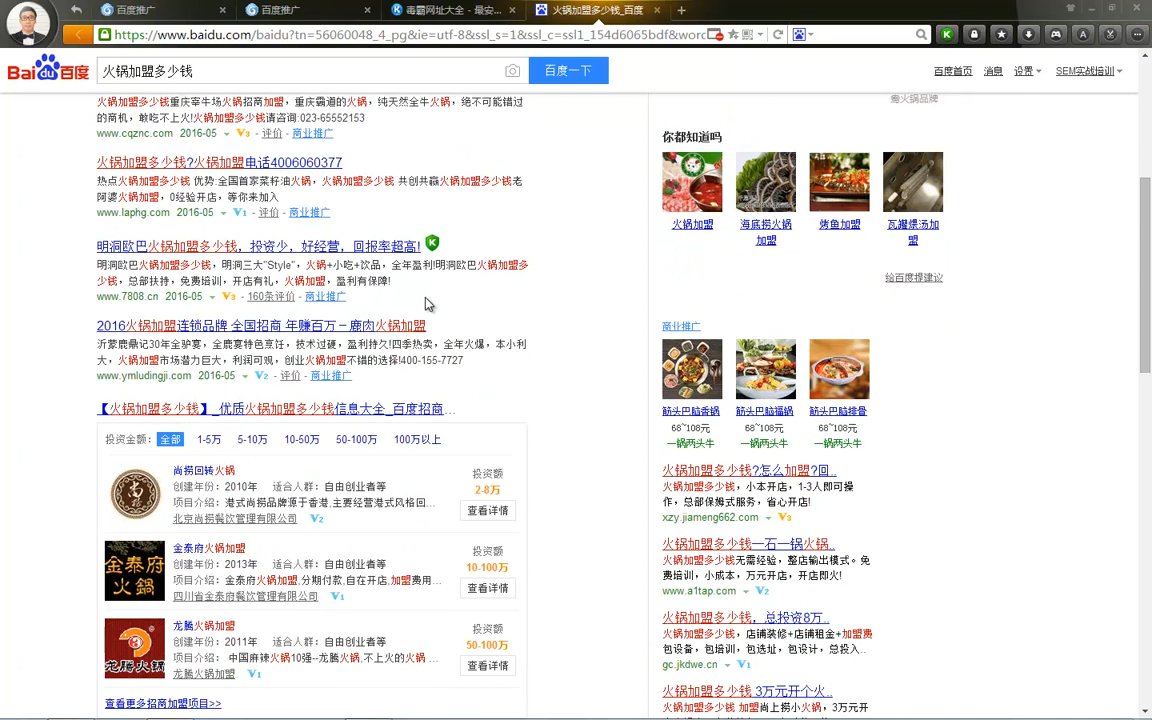 百度推广
百度推广
毒霸网址大全 - 最安...
火锅加盟多少钱_百度
https://www.baidu.com/baidu?tn=56060048_4_pg&ie=utf-8&ssl_s=1&ssl_c=ssl1_154d6065bdf&worc
Bai百度
火锅加盟多少钱
百度一下
百度首页 消息 设置 SEM实战培训
火锅加盟多少钱重庆宰牛场火锅招商加盟，重庆霸道的火锅，纯天然全牛火锅，绝不可能错过
的商机，敢吃不上火!火锅加盟多少钱请咨询:023-65552153
www.cqznc.com 2016-05 V3 - 评价 - 商业推广
火锅加盟多少钱?火锅加盟电话4006060377
热点火锅加盟多少钱 优势:全国首家菜籽油火锅，火锅加盟多少钱 共创共赢火锅加盟多少钱老
阿婆火锅加盟，0经验开店，等你来加入
www.laphg.com 2016-05 V1 - 评价 - 商业推广
明洞欧巴火锅加盟多少钱，投资少，好经营，回报率超高!
明洞欧巴火锅加盟多少钱，明洞三大"Style"，火锅+小吃+饮品，全年盈利!明洞欧巴火锅加盟多
少钱，总部扶持，免费培训，开店有礼，火锅加盟，盈利有保障!
www.7808.cn 2016-05 V3 - 160条评价 - 商业推广
2016火锅加盟连锁品牌 全国招商 年赚百万－鹿肉火锅加盟
沂蒙鹿鼎记30年全驴宴，全鹿宴特色烹饪，技术过硬，盈利持久!四季热卖，全年火爆，本小利
大，火锅加盟市场潜力巨大，利润可观，创业火锅加盟不错的选择!400-155-7727
www.ymludingji.com 2016-05 V2 - 评价 - 商业推广
【火锅加盟多少钱】_优质火锅加盟多少钱信息大全_百度招商...
投资金额： 全部 1-5万 5-10万 10-50万 50-100万 100万以上
尚捞回转火锅
创建年份：2010年 适合人群：自由创业者等
项目介绍：港式尚捞品牌源于香港,主要经营港式风格回...
北京尚捞餐饮管理有限公司 V2
投资额
2-8万
查看详情
金泰府
火鍋
金泰府火锅加盟
创建年份：2013年 适合人群：自由创业者等
项目介绍：金泰府火锅加盟,分期付款,自在开店,加盟费用...
四川省金泰府餐饮管理有限公司 V1
投资额
10-100万
查看详情
龙腾火锅
龙腾火锅加盟
创建年份：2011年 适合人群：自由创业者等
项目介绍： 中国麻辣火锅10强--龙腾火锅,不上火的火锅 ...
龙腾火锅加盟 V1
投资额
50-100万
查看详情
查看更多招商加盟项目>>
你都知道吗
火锅加盟
海底捞火锅
加盟
烤鱼加盟
瓦罐煨汤加
盟
给百度提建议
商业推广
筋头巴脑香锅
68~108元
一锅两头牛
筋头巴脑福锅
68~108元
一锅两头牛
筋头巴脑排骨
68~108元
一锅两头牛
火锅加盟多少钱?怎么加盟?回..
火锅加盟多少钱，小本开店，1-3人即可操
作，总部保姆式服务，省心开店!
xzy.jiameng662.com V3
火锅加盟多少钱一石一锅火锅..
火锅加盟多少钱无需经验，整店输出模式。免
费培训，小成本，万元开店，开店即火!
www.a1tap.com V2
火锅加盟多少钱，总投资8万..
火锅加盟多少钱，店铺装修+店铺租金+加盟费
包设备，包培训，包选址，包设计，总投入..
gc.jkdwe.cn V1
火锅加盟多少钱 3万元开个火..
火锅加盟多少钱 加盟尚上捞小火锅，3万元开